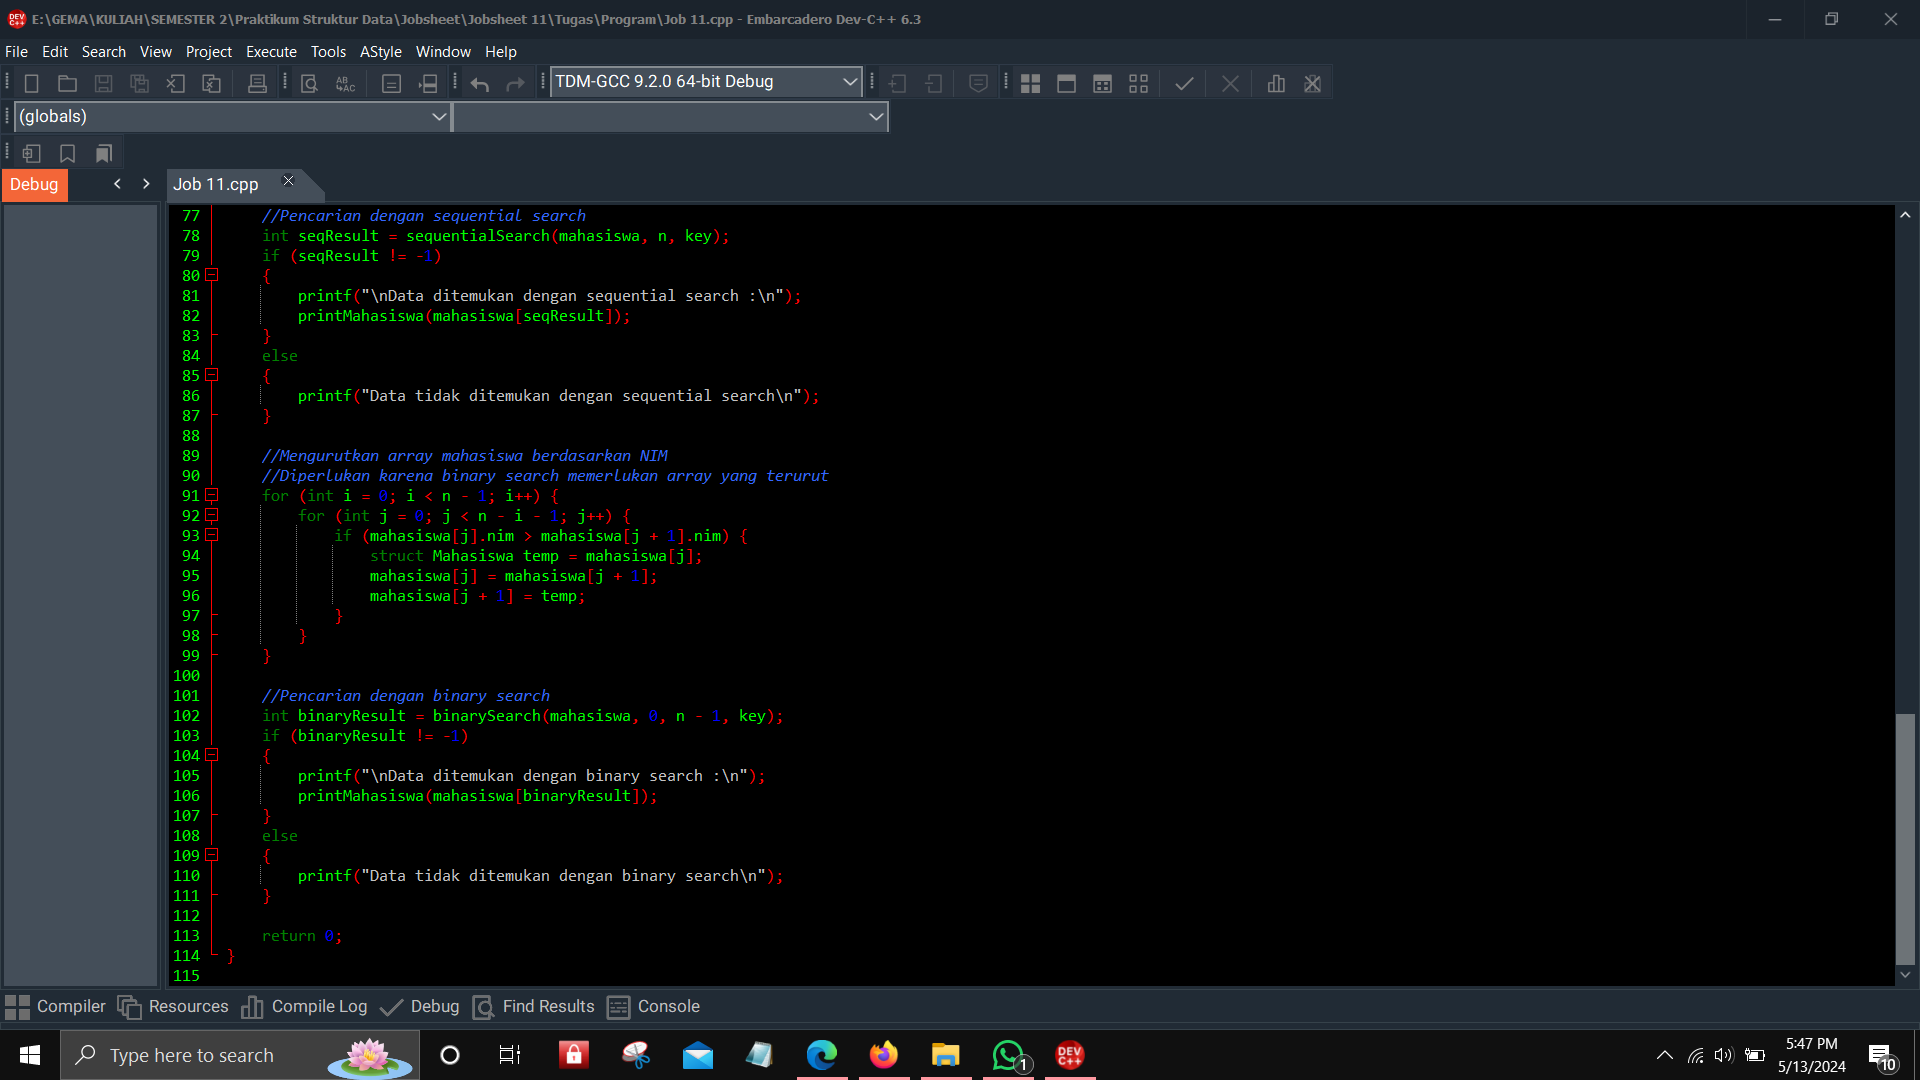 DEV C++ E:\GEMA\KULIAH\SEMESTER 2\Praktikum Struktur Data\Jobsheet\Jobsheet 11\Tugas\Program\Job 11.cpp - Embarcadero Dev-C++ 6.3
File Edit Search View Project Execute Tools AStyle Window Help
TDM-GCC 9.2.0 64-bit Debug
(globals)
Debug Job 11.cpp
77 //Pencarian dengan sequential search
78 int seqResult = sequentialSearch(mahasiswa, n, key);
79 if (seqResult != -1)
80 {
81 printf("\nData ditemukan dengan sequential search :\n");
82 printMahasiswa(mahasiswa[seqResult]);
83 }
84 else
85 {
86 printf("Data tidak ditemukan dengan sequential search\n");
87 }
88
89 //Mengurutkan array mahasiswa berdasarkan NIM
90 //Diperlukan karena binary search memerlukan array yang terurut
91 for (int i = 0; i < n - 1; i++) {
92 for (int j = 0; j < n - i - 1; j++) {
93 if (mahasiswa[j].nim > mahasiswa[j + 1].nim) {
94 struct Mahasiswa temp = mahasiswa[j];
95 mahasiswa[j] = mahasiswa[j + 1];
96 mahasiswa[j + 1] = temp;
97 }
98 }
99 }
100
101 //Pencarian dengan binary search
102 int binaryResult = binarySearch(mahasiswa, 0, n - 1, key);
103 if (binaryResult != -1)
104 {
105 printf("\nData ditemukan dengan binary search :\n");
106 printMahasiswa(mahasiswa[binaryResult]);
107 }
108 else
109 {
110 printf("Data tidak ditemukan dengan binary search\n");
111 }
112
113 return 0;
114 }
115
Compiler Resources Compile Log Debug Find Results Console
Type here to search 1 DEV C++ 5:47 PM
5/13/2024 10